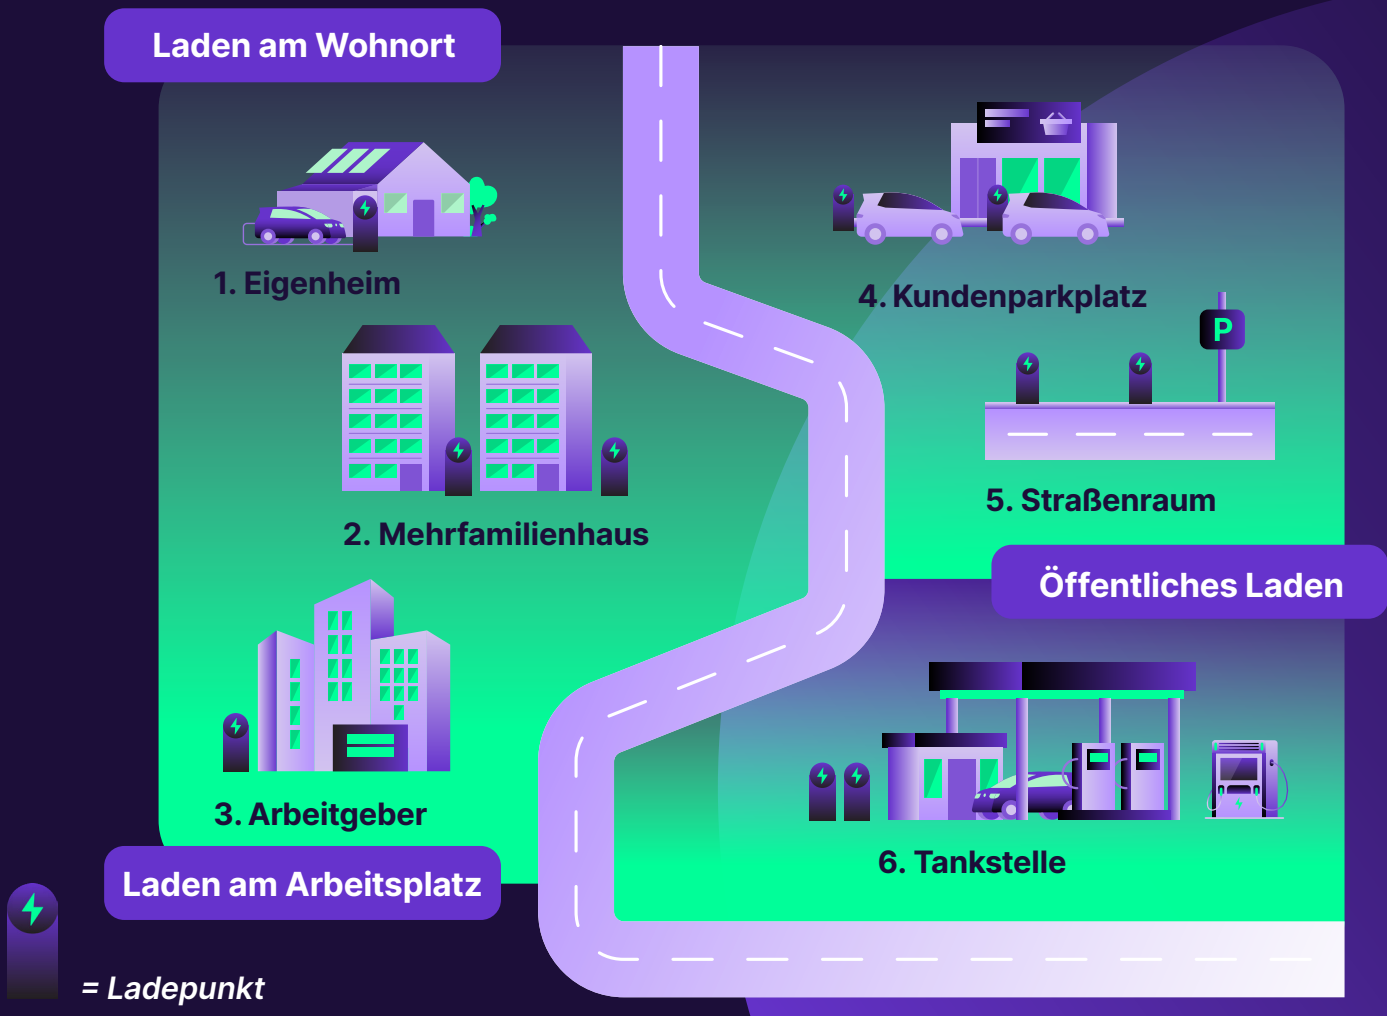 Laden am Wohnort
1. Eigenheim
2. Mehrfamilienhaus
3. Arbeitgeber
Laden am Arbeitsplatz
4. Kundenparkplatz
P
5. Straßenraum
Öffentliches Laden
6. Tankstelle
= Ladepunkt